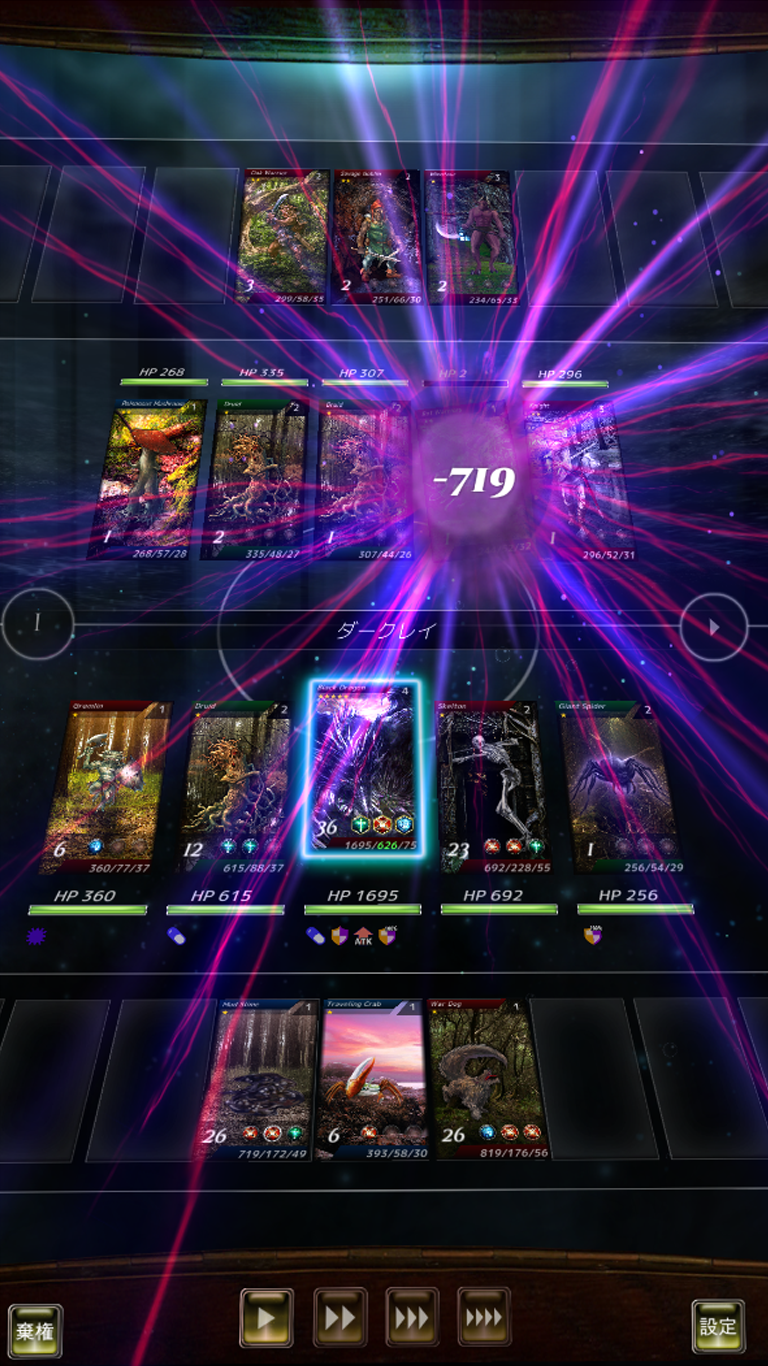 Oak Warrior
Savage Goblin 2
3
3
299/58/35
2
251/66/30
2
234/65/33
HP 268
HP 335
HP 307
HP 2
HP 296
Poisonous Mushroom 1
Druid 2
Druid 2
Knight 3
-719
1
268/57/28
2
335/48/27
1
307/44/26
1
296/52/31
ダークレイ
Gremlin 1
Druid 2
Black Dragon 4
Skelton 2
Giant Spider 2
6
360/77/37
12
615/88/37
36
1695/626/75
23
692/228/55
1
256/54/29
HP 360
HP 615
HP 1695
HP 692
HP 256
ATK
Mud Slime 1
Traveling Crab 1
War Dog 1
26
719/172/49
6
393/58/30
26
819/176/56
棄権
設定